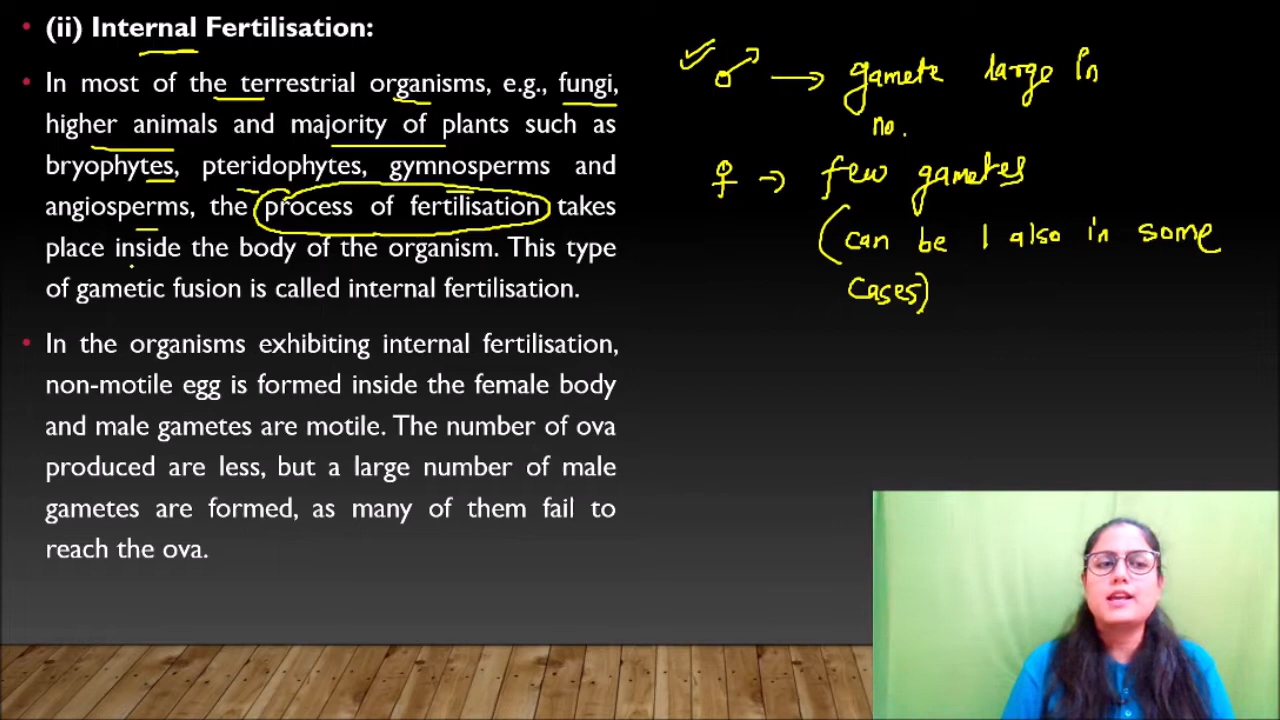 (ii) Internal Fertilisation:
In most of the terrestrial organisms, e.g., fungi,
higher animals and majority of plants such as
bryophytes, pteridophytes, gymnosperms and
angiosperms, the process of fertilisation takes
place inside the body of the organism. This type
of gametic fusion is called internal fertilisation.
In the organisms exhibiting internal fertilisation,
non-motile egg is formed inside the female body
and male gametes are motile. The number of ova
produced are less, but a large number of male
gametes are formed, as many of them fail to
reach the ova.
♂ → gamete large in
no.
♀ → few gametes
(can be 1 also in some
cases)